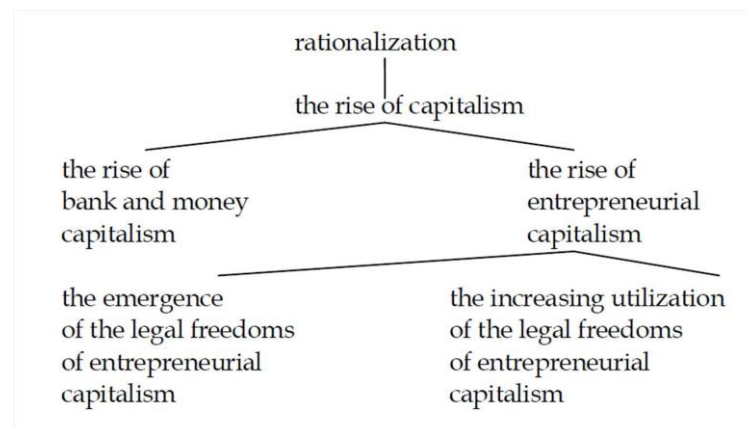 rationalization
the rise of capitalism
the rise of
bank and money
capitalism
the rise of
entrepreneurial
capitalism
the emergence
of the legal freedoms
of entrepreneurial
capitalism
the increasing utilization
of the legal freedoms
of entrepreneurial
capitalism